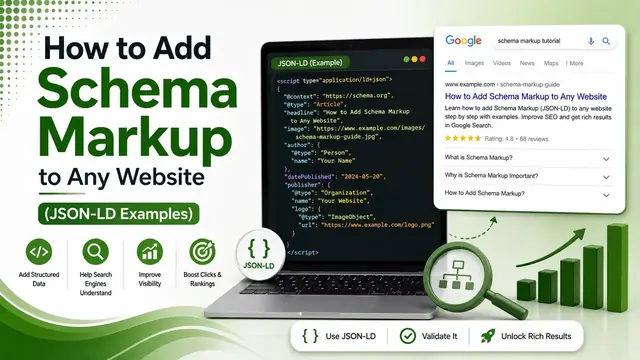 How to Add
Schema
Markup
to Any Website
(JSON-LD Examples)
Add Structured
Data
Help Search
Engines
Understand
Improve
Visibility
Boost Clicks &
Rankings
JSON-LD (Example)
<script type="application/ld+json">
{
"@context": "https://schema.org",
"@type": "Article",
"headline": "How to Add Schema Markup
to Any Website",
"image": "https://www.example.com/images/
schema-markup-guide.jpg",
"author": {
"@type": "Person",
"name": "Your Name"
},
"datePublished": "2024-05-20",
"publisher": {
"@type": "Organization",
"name": "Your Website",
"logo": {
"@type": "ImageObject",
"url": "https://www.example.com/logo.png"
}
}
</script>
{ }
JSON-LD
Google
schema markup tutorial
All
Images
Videos
News
Maps
⁝ More
www.example.com › schema-markup-guide
How to Add Schema Markup to Any Website
Learn how to add Schema Markup (JSON-LD) to any website
step by step with examples. Improve SEO and get rich results
in Google Search.
Rating: 4.8 • 68 reviews
What is Schema Markup?
Why is Schema Markup Important?
How to Add Schema Markup?
{ } Use JSON-LD
Validate It
Unlock Rich Results